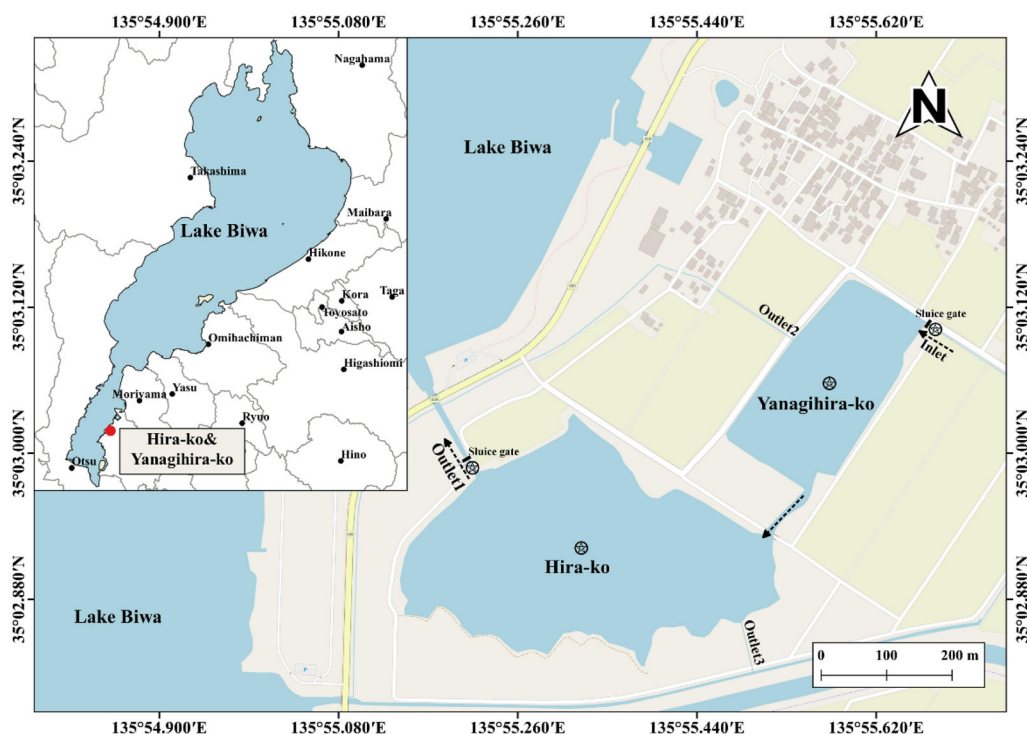 135°54.900′E
135°55.080′E
135°55.260′E
135°55.440′E
135°55.620′E
35°03.240′N
35°03.120′N
35°03.000′N
35°02.880′N
Nagahama
Takashima
Lake Biwa
Maibara
Hikone
Kora
Taga
Toyosato
Aisho
Omihachiman
Higashiomi
Moriyama
Yasu
Ryuo
Hira-ko&
Yanagihira-ko
Otsu
Hino
Lake Biwa
N
Outlet2
Sluice gate
Inlet
Yanagihira-ko
Sluice gate
Outlet1
Hira-ko
Lake Biwa
Outlet3
0 100 200 m
35°03.240′N
35°03.120′N
35°03.000′N
35°02.880′N
135°54.900′E
135°55.080′E
135°55.260′E
135°55.440′E
135°55.620′E